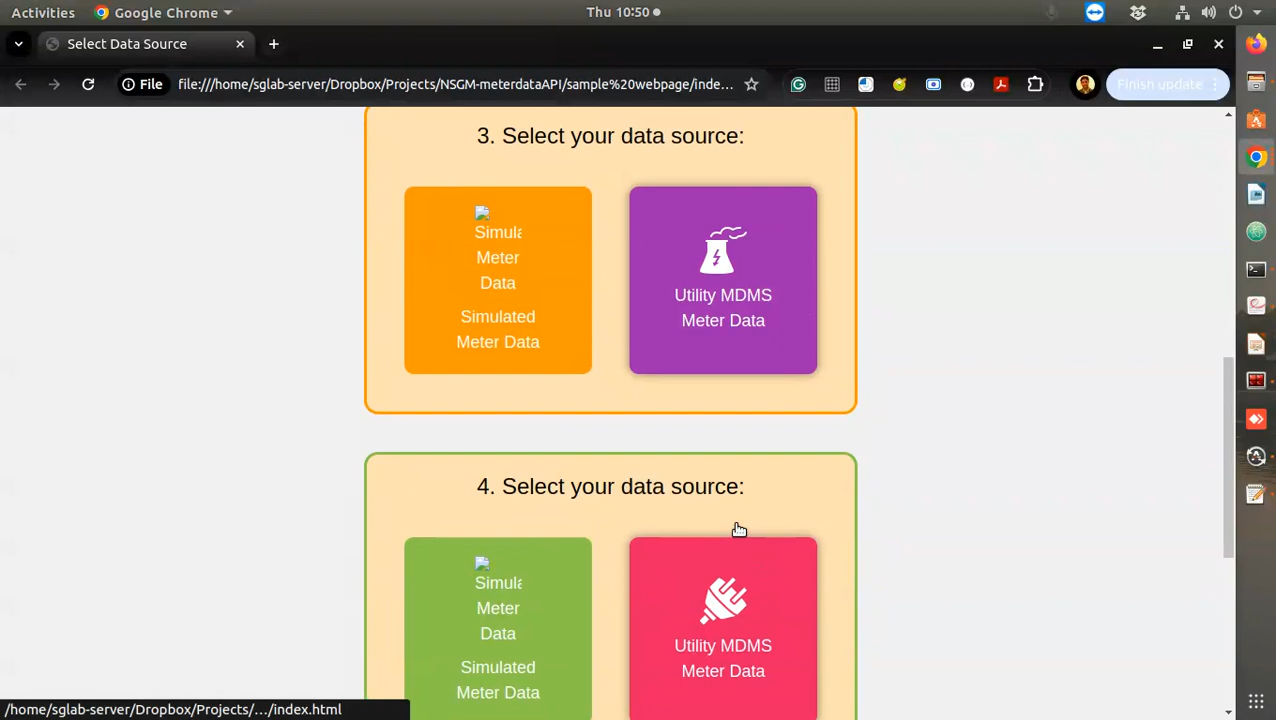 Activities
Google Chrome
Thu 10:50
Select Data Source
File
file:///home/sglab-server/Dropbox/Projects/NSGM-meterdataAPI/sample%20webpage/inde...
Finish update
3. Select your data source:
Simula
Meter
Data
Simulated
Meter Data
Utility MDMS
Meter Data
4. Select your data source:
Simula
Meter
Data
Simulated
Meter Data
Utility MDMS
Meter Data
/home/sglab-server/Dropbox/Projects/.../index.html